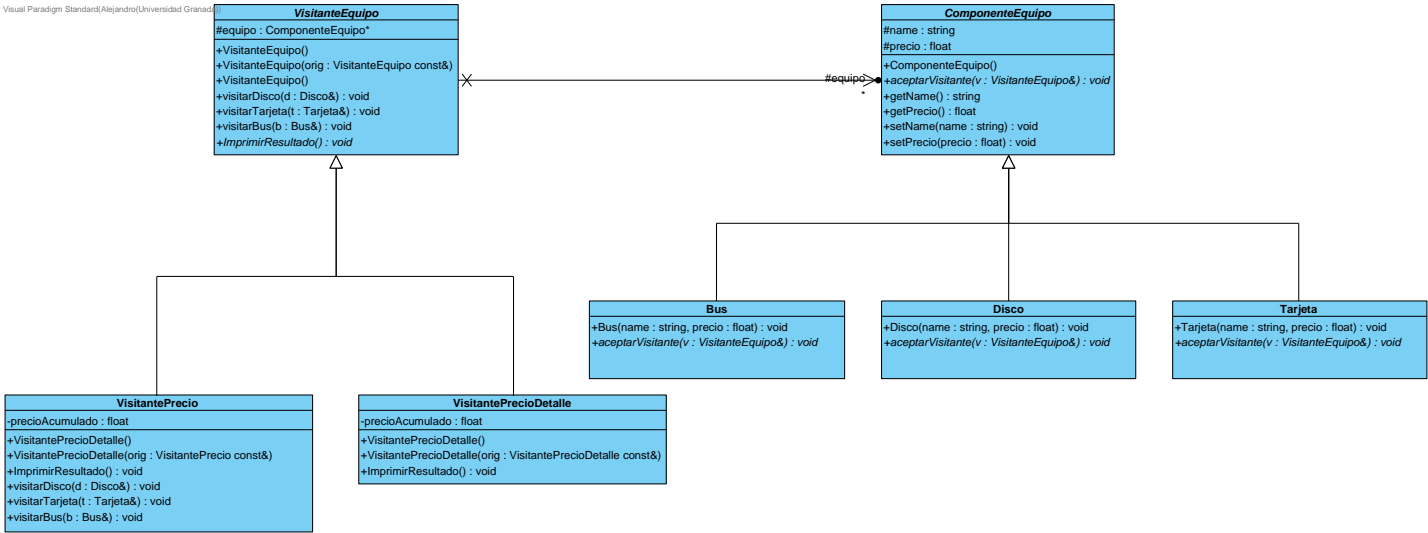 Visual Paradigm Standard(Alejandro(Universidad Granada))
VisitanteEquipo
#equipo : ComponenteEquipo*
+VisitanteEquipo()
+VisitanteEquipo(orig : VisitanteEquipo const&)
+VisitanteEquipo()
+visitarDisco(d : Disco&) : void
+visitarTarjeta(t : Tarjeta&) : void
+visitarBus(b : Bus&) : void
+ImprimirResultado() : void
#equipo
*
ComponenteEquipo
#name : string
#precio : float
+ComponenteEquipo()
+aceptarVisitante(v : VisitanteEquipo&) : void
+getName() : string
+getPrecio() : float
+setName(name : string) : void
+setPrecio(precio : float) : void
Bus
+Bus(name : string, precio : float) : void
+aceptarVisitante(v : VisitanteEquipo&) : void
Disco
+Disco(name : string, precio : float) : void
+aceptarVisitante(v : VisitanteEquipo&) : void
Tarjeta
+Tarjeta(name : string, precio : float) : void
+aceptarVisitante(v : VisitanteEquipo&) : void
VisitantePrecio
-precioAcumulado : float
+VisitantePrecioDetalle()
+VisitantePrecioDetalle(orig : VisitantePrecio const&)
+ImprimirResultado() : void
+visitarDisco(d : Disco&) : void
+visitarTarjeta(t : Tarjeta&) : void
+visitarBus(b : Bus&) : void
VisitantePrecioDetalle
-precioAcumulado : float
+VisitantePrecioDetalle()
+VisitantePrecioDetalle(orig : VisitantePrecioDetalle const&)
+ImprimirResultado() : void